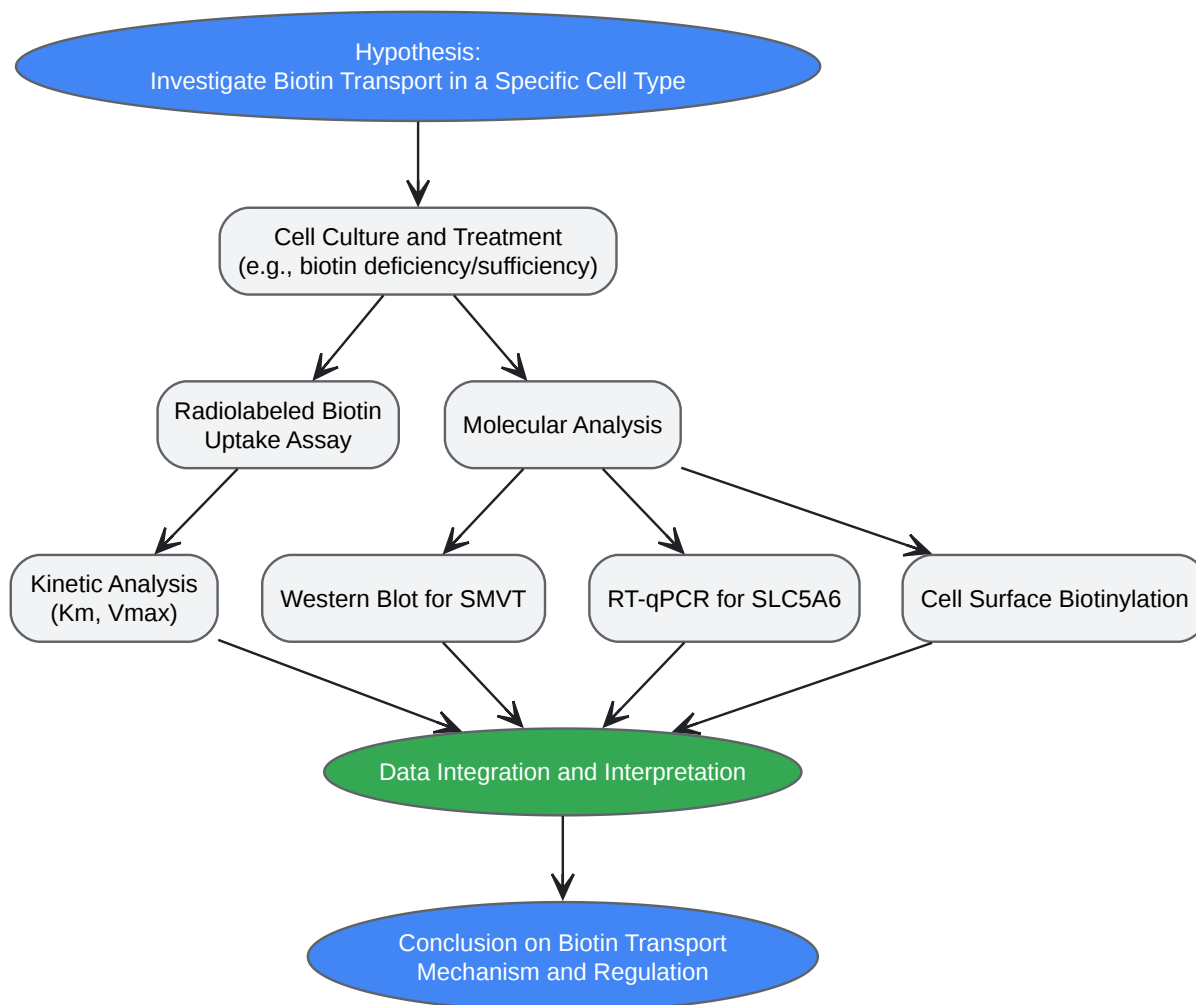 Hypothesis:
Investigate Biotin Transport in a Specific Cell Type
Cell Culture and Treatment
(e.g., biotin deficiency/sufficiency)
Radiolabeled Biotin
Uptake Assay
Molecular Analysis
Kinetic Analysis
(Km, Vmax)
Western Blot for SMVT
RT-qPCR for SLC5A6
Cell Surface Biotinylation
Data Integration and Interpretation
Conclusion on Biotin Transport
Mechanism and Regulation